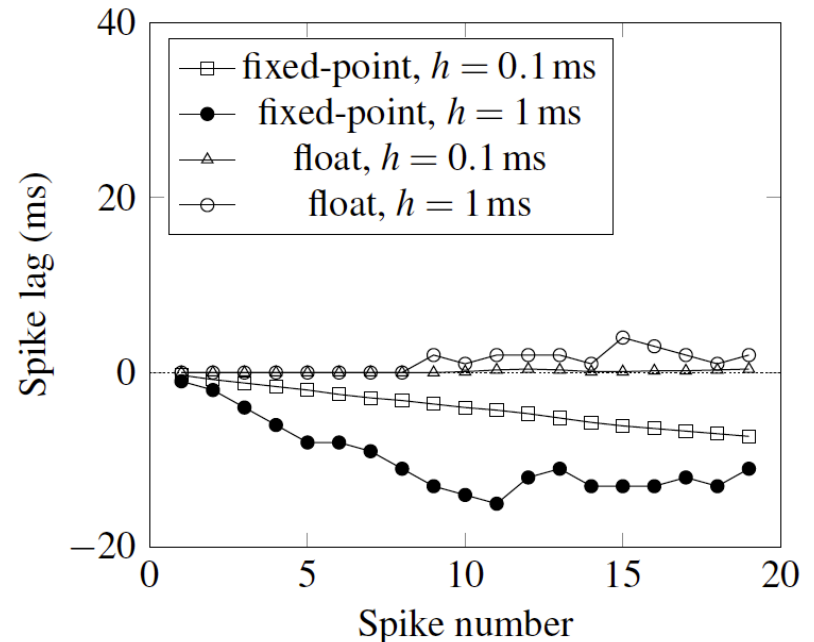 40
20
0
−20
0
5
10
15
20
Spike lag (ms)
Spike number
fixed-point, h = 0.1 ms
fixed-point, h = 1 ms
float, h = 0.1 ms
float, h = 1 ms